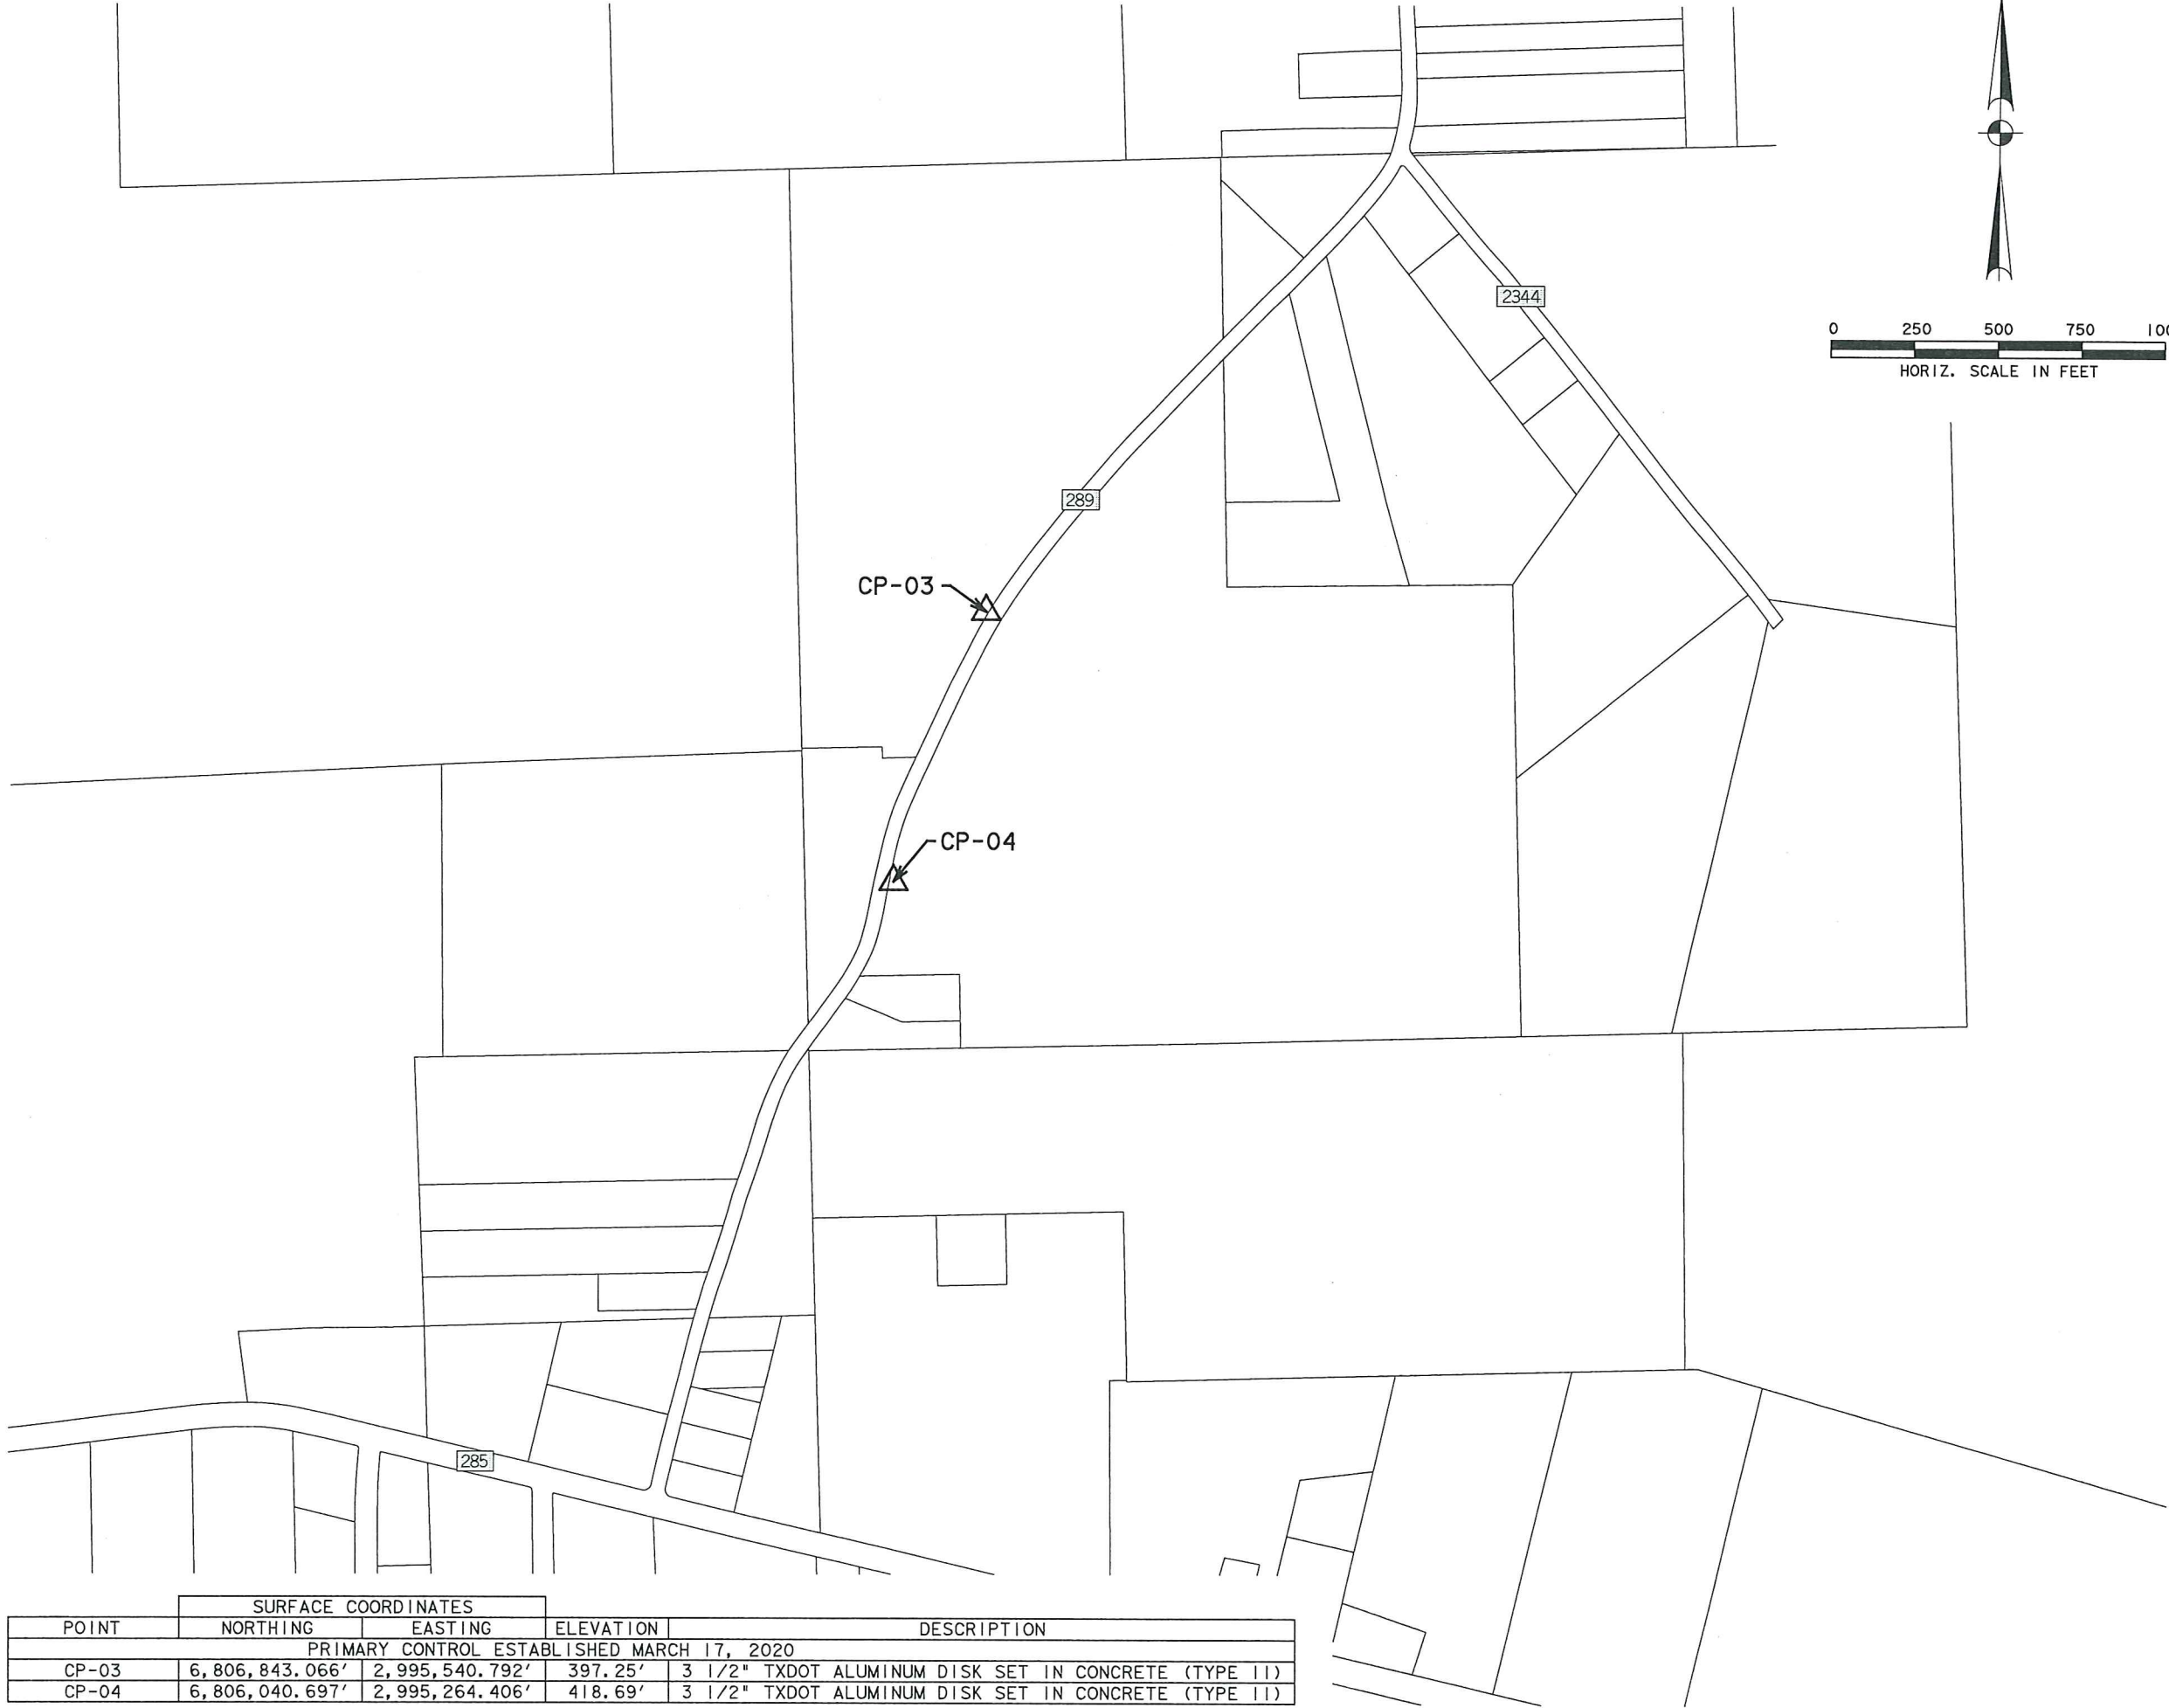 2344
0 250 500 750
HORIZ. SCALE IN FEET
289
CP-03
CP-04
285
SURFACE COORDINATES
POINT NORTHING EASTING ELEVATION DESCRIPTION
PRIMARY CONTROL ESTABLISHED MARCH 17, 2020
CP-03 6,806,843.066' 2,995,540.792' 397.25' 3 1/2" TXDOT ALUMINUM DISK SET IN CONCRETE (TYPE II)
CP-04 6,806,040.697' 2,995,264.406' 418.69' 3 1/2" TXDOT ALUMINUM DISK SET IN CONCRETE (TYPE II)